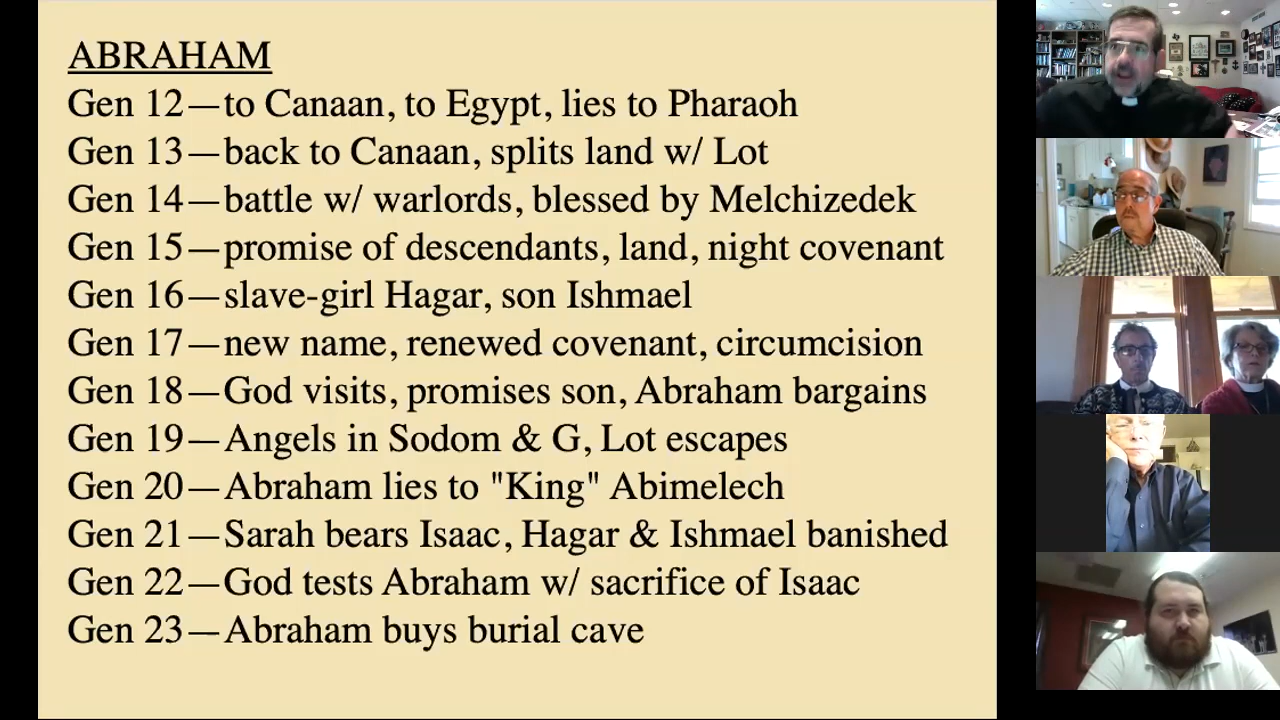 ABRAHAM
Gen 12—to Canaan, to Egypt, lies to Pharaoh
Gen 13—back to Canaan, splits land w/ Lot
Gen 14—battle w/ warlords, blessed by Melchizedek
Gen 15—promise of descendants, land, night covenant
Gen 16—slave-girl Hagar, son Ishmael
Gen 17—new name, renewed covenant, circumcision
Gen 18—God visits, promises son, Abraham bargains
Gen 19—Angels in Sodom & G, Lot escapes
Gen 20—Abraham lies to "King" Abimelech
Gen 21—Sarah bears Isaac, Hagar & Ishmael banished
Gen 22—God tests Abraham w/ sacrifice of Isaac
Gen 23—Abraham buys burial cave